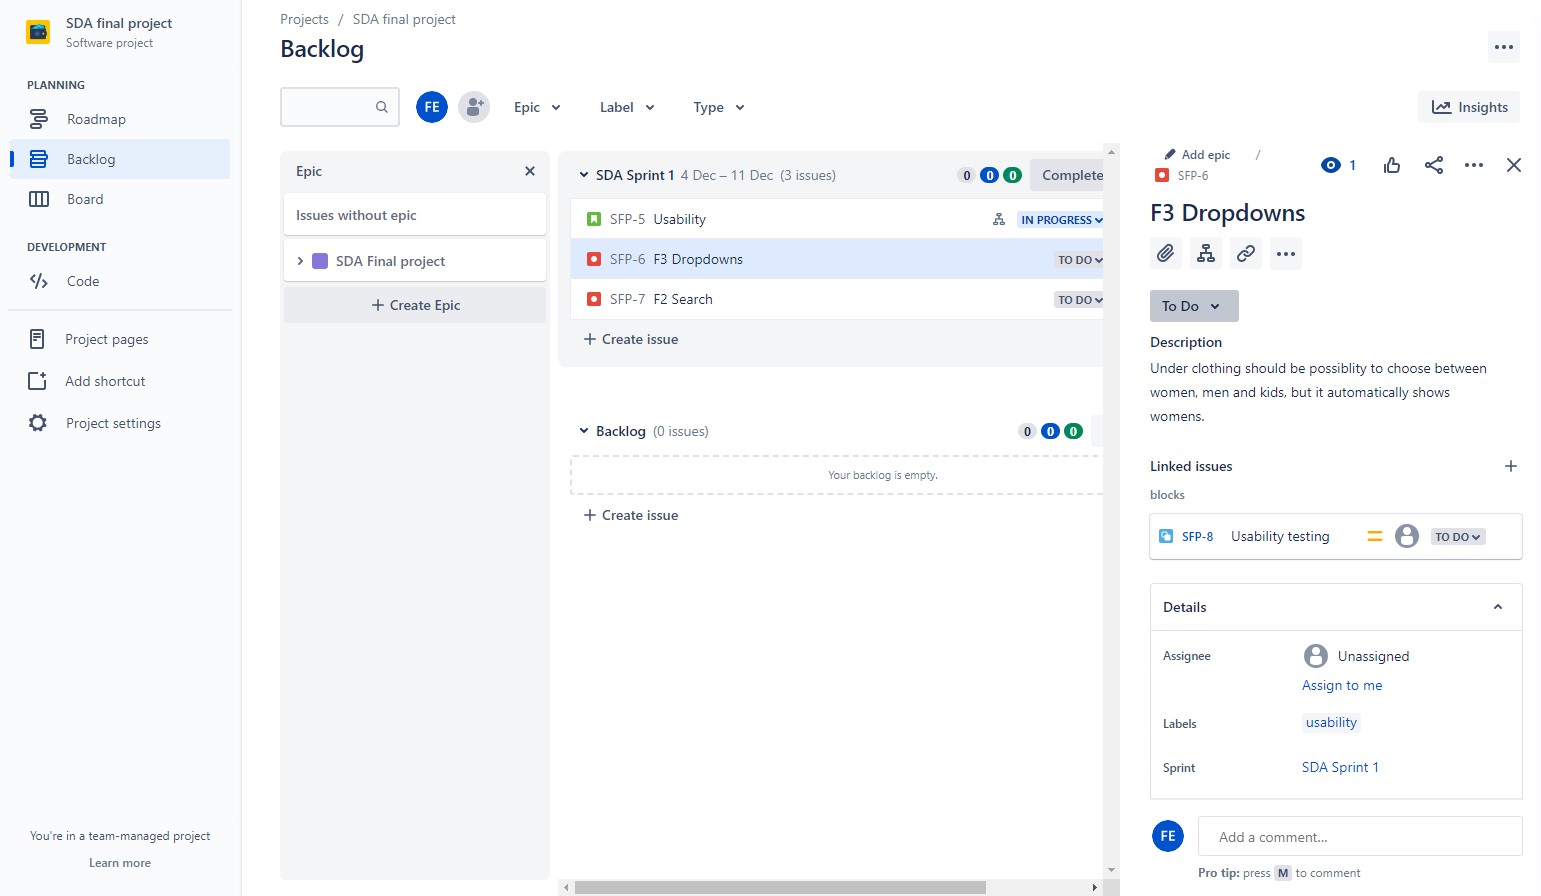 SDA final project
Software project
PLANNING
Roadmap
Backlog
Board
DEVELOPMENT
Code
Project pages
Add shortcut
Project settings
You're in a team-managed project
Learn more
Projects / SDA final project
Backlog
FE
Epic
Label
Type
Insights
Epic
Issues without epic
SDA Final project
Create Epic
SDA Sprint 1 4 Dec – 11 Dec (3 issues) 0 0 0 Complete
SFP-5 Usability IN PROGRESS
SFP-6 F3 Dropdowns TO DO
SFP-7 F2 Search TO DO
Create issue
Backlog (0 issues) 0 0 0
Your backlog is empty.
Create issue
Add epic /
SFP-6
1
F3 Dropdowns
To Do
Description
Under clothing should be possiblity to choose between
women, men and kids, but it automatically shows
womens.
Linked issues
blocks
SFP-8 Usability testing TO DO
Details
Assignee Unassigned
Assign to me
Labels usability
Sprint SDA Sprint 1
FE Add a comment...
Pro tip: press M to comment